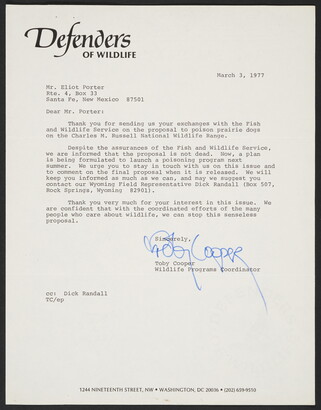 Defenders
OF WILDLIFE
March 3, 1977
Mr. Eliot Porter
Rte. 4, Box 33
Santa Fe, New Mexico 87501
Dear Mr. Porter:
Thank you for sending us your exchanges with the Fish
and Wildlife Service on the proposal to poison prairie dogs
on the Charles M. Russell National Wildlife Range.
Despite the assurances of the Fish and Wildlife Service,
we are informed that the proposal is not dead. Now, a plan
is being formulated to launch a poisoning program next
summer. We urge you to stay in touch with us on this issue and
to comment on the final proposal when it is released. We will
keep you informed as much as we can, and may we suggest you
contact our Wyoming Field Representative Dick Randall (Box 507,
Rock Springs, Wyoming 82901).
Thank you very much for your interest in this issue. We
are confident that with the coordinated efforts of the many
people who care about wildlife, we can stop this senseless
proposal.
Sincerely,
Toby Cooper
Toby Cooper
Wildlife Programs Coordinator
cc: Dick Randall
TC/ep
1244 NINETEENTH STREET, NW • WASHINGTON, DC 20036 • (202) 659-9510